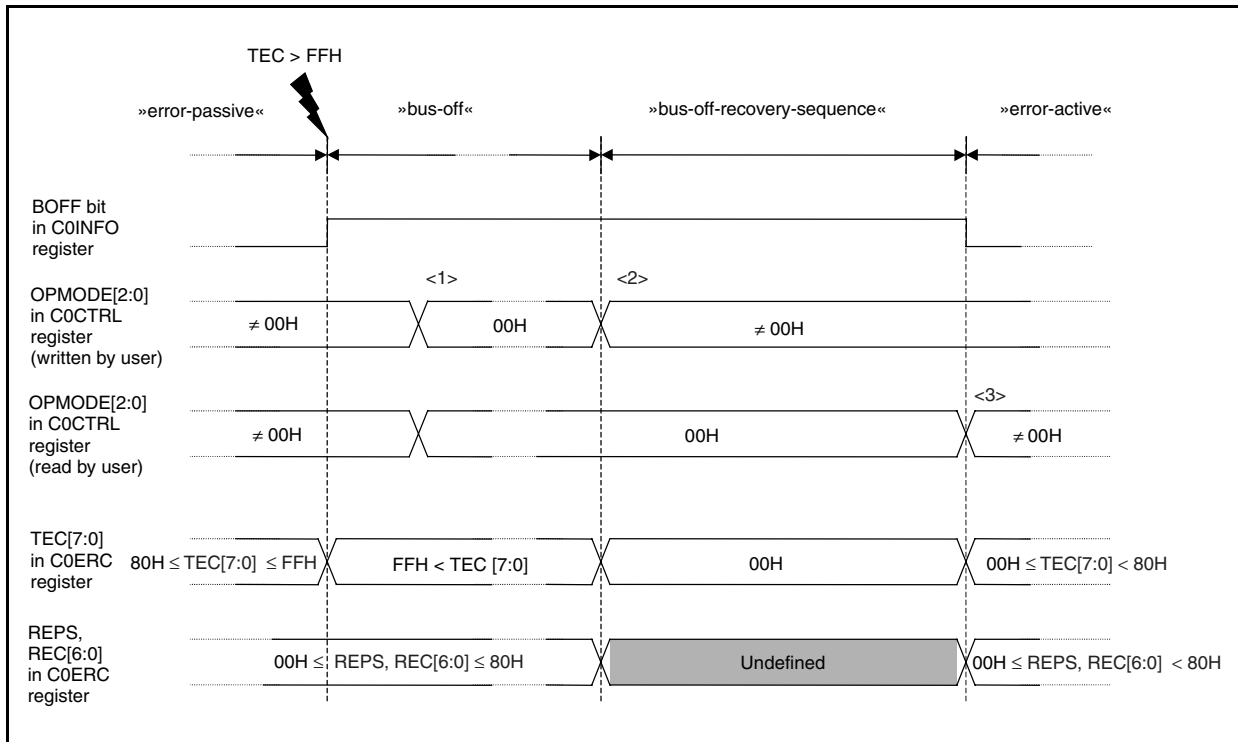 TEC > FFH
»error-passive«
»bus-off«
»bus-off-recovery-sequence«
»error-active«
BOFF bit
in C0INFO
register
<1>
<2>
OPMODE[2:0]
in C0CTRL
register
(written by user)
≠ 00H
00H
≠ 00H
<3>
OPMODE[2:0]
in C0CTRL
register
(read by user)
≠ 00H
00H
≠ 00H
TEC[7:0]
in C0ERC
register
80H ≤ TEC[7:0] ≤ FFH
FFH < TEC [7:0]
00H
00H ≤ TEC[7:0] < 80H
REPS,
REC[6:0]
in C0ERC
register
00H ≤ REPS, REC[6:0] ≤ 80H
Undefined
00H ≤ REPS, REC[6:0] < 80H